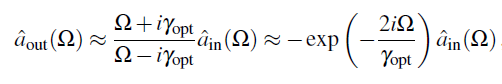 â_out(Ω) ≈ (Ω + iγ_opt)/(Ω − iγ_opt) â_in(Ω) ≈ −exp(−2iΩ/γ_opt) â_in(Ω)